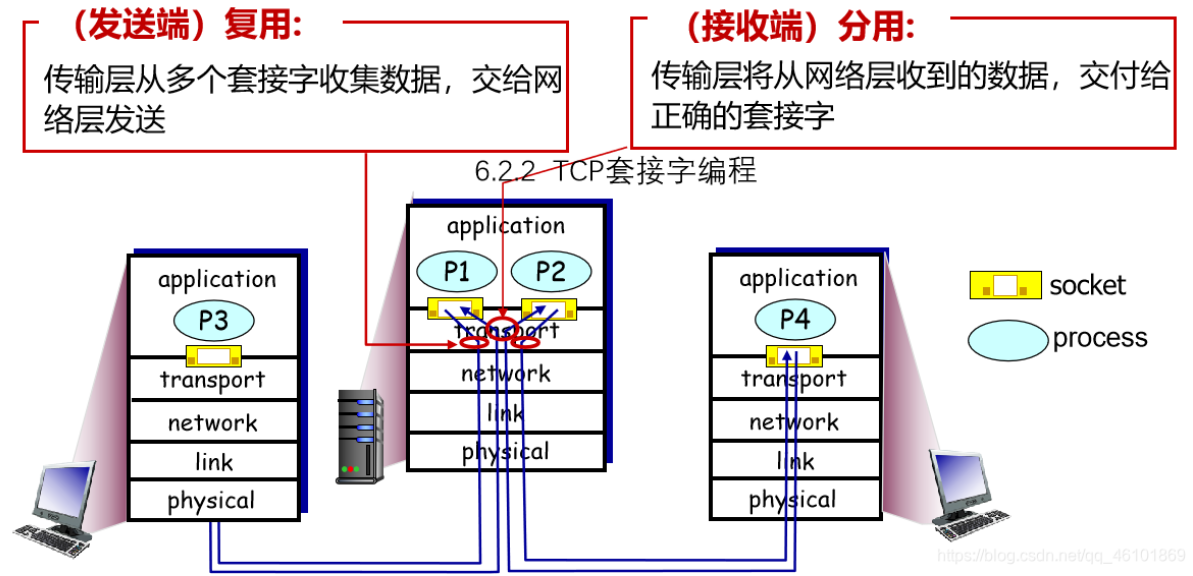 （发送端）复用:
传输层从多个套接字收集数据，交给网
络层发送
（接收端）分用:
传输层将从网络层收到的数据，交付给
正确的套接字
6.2.2 TCP套接字编程
application
P3
transport
network
link
physical
application
P1 P2
transport
network
link
physical
application
P4
transport
network
link
physical
socket
process
https://blog.csdn.net/qq_46101869